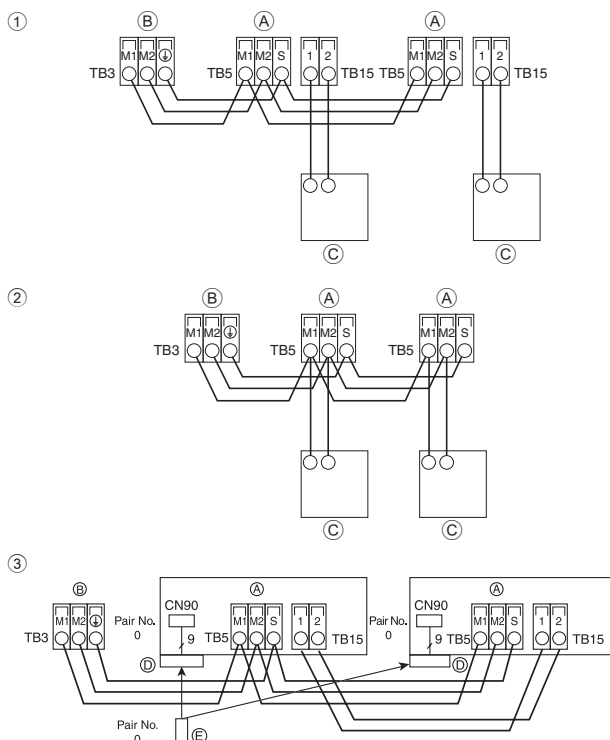 ①
Ⓑ Ⓐ Ⓐ
M1 M2 ⏚ M1 M2 S 1 2 M1 M2 S 1 2
TB3 TB5 TB15 TB5 TB15
Ⓒ Ⓒ
②
Ⓑ Ⓐ Ⓐ
M1 M2 ⏚ M1 M2 S M1 M2 S
TB3 TB5 TB5
Ⓒ Ⓒ
③
Ⓑ Ⓐ Ⓐ
CN90 CN90
M1 M2 ⏚ Pair No. M1 M2 S 1 2 Pair No. M1 M2 S 1 2
TB3 0 9 TB5 TB15 0 9 TB5 TB15
Ⓓ Ⓓ
Pair No.
0 Ⓔ